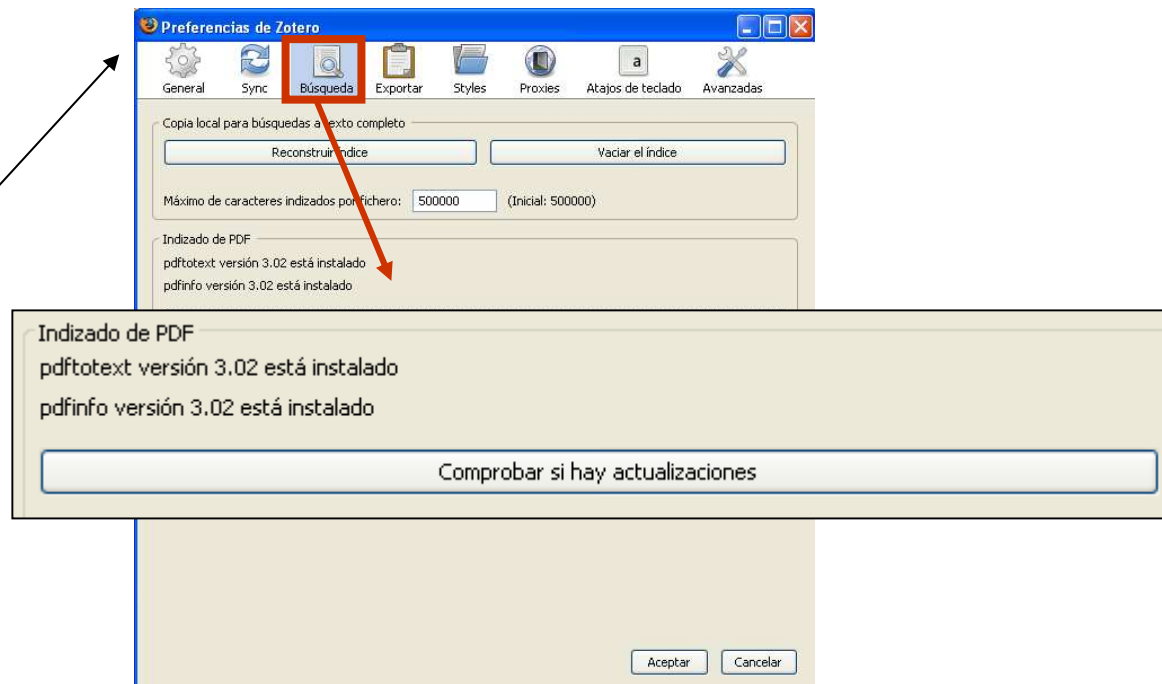 Preferencias de Zotero
General Sync Búsqueda Exportar Styles Proxies Atajos de teclado Avanzadas
Copia local para búsquedas a texto completo
Reconstruir índice Vaciar el índice
Máximo de caracteres indizados por fichero: 500000 (Inicial: 500000)
Indizado de PDF
pdftotext versión 3.02 está instalado
pdfinfo versión 3.02 está instalado
Indizado de PDF
pdftotext versión 3.02 está instalado
pdfinfo versión 3.02 está instalado
Comprobar si hay actualizaciones
Aceptar Cancelar